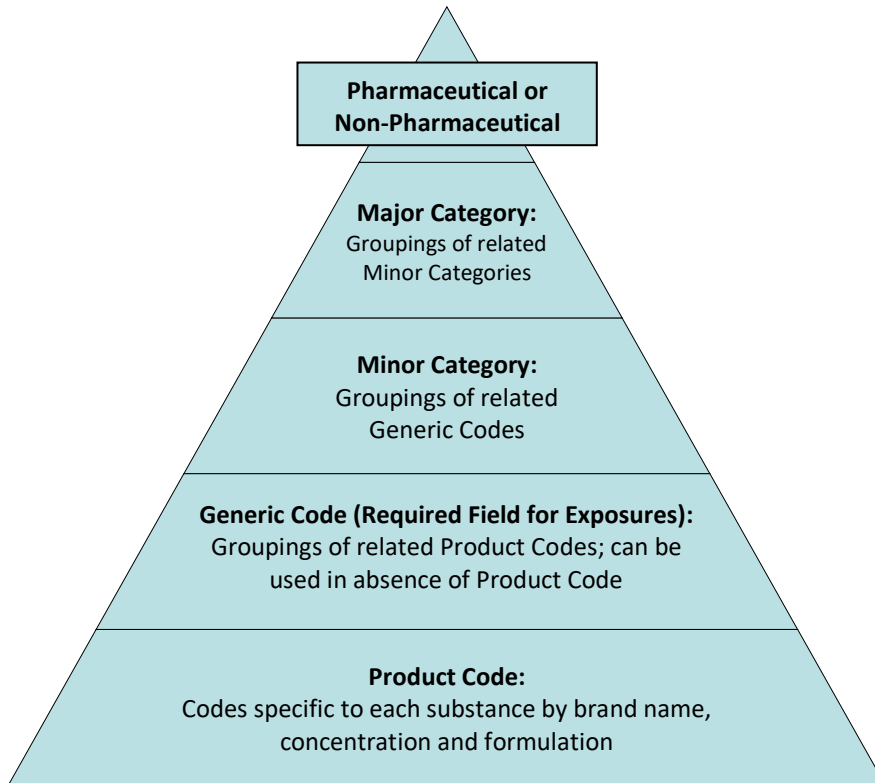 Pharmaceutical or
Non-Pharmaceutical
Major Category:
Groupings of related
Minor Categories
Minor Category:
Groupings of related
Generic Codes
Generic Code (Required Field for Exposures):
Groupings of related Product Codes; can be
used in absence of Product Code
Product Code:
Codes specific to each substance by brand name,
concentration and formulation